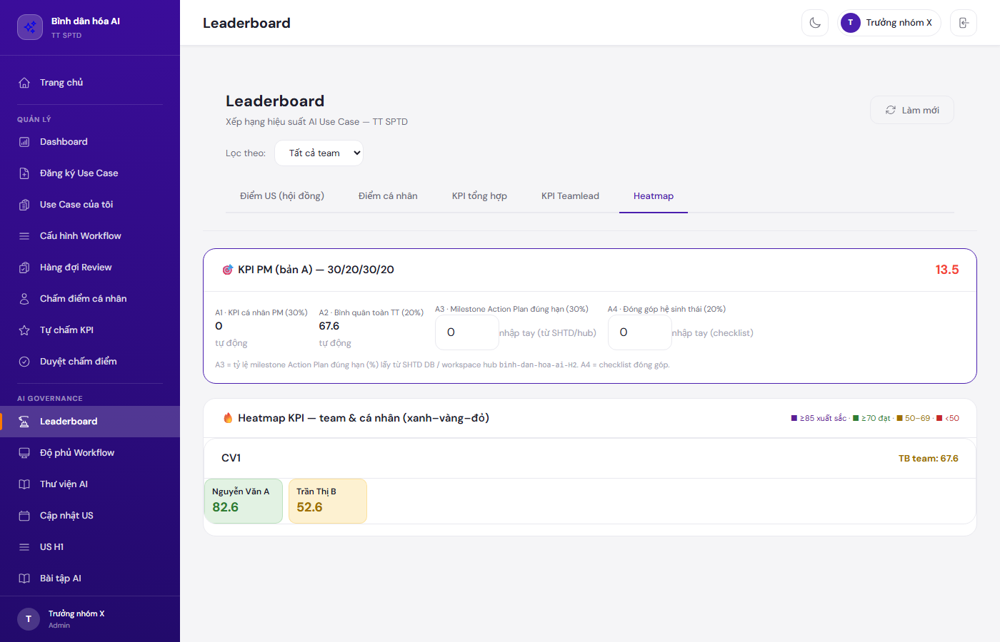 Bình dân hóa AI
TT SPTD
Trang chủ
QUẢN LÝ
Dashboard
Đăng ký Use Case
Use Case của tôi
Cấu hình Workflow
Hàng đợi Review
Chấm điểm cá nhân
Tự chấm KPI
Duyệt chấm điểm
AI GOVERNANCE
Leaderboard
Độ phủ Workflow
Thư viện AI
Cập nhật US
US H1
Bài tập AI
T
Trưởng nhóm X
Admin
Leaderboard
T
Trưởng nhóm X
Leaderboard
Xếp hạng hiệu suất AI Use Case — TT SPTD
Làm mới
Lọc theo:
Tất cả team
Điểm US (hội đồng)
Điểm cá nhân
KPI tổng hợp
KPI Teamlead
Heatmap
🎯 KPI PM (bản A) — 30/20/30/20
13.5
A1 · KPI cá nhân PM (30%)
0
tự động
A2 · Bình quân toàn TT (20%)
67.6
tự động
A3 · Milestone Action Plan đúng hạn (30%)
0
nhập tay (từ SHTD/hub)
A4 · Đóng góp hệ sinh thái (20%)
0
nhập tay (checklist)
A3 = tỷ lệ milestone Action Plan đúng hạn (%) lấy từ SHTD DB / workspace hub binh-dan-hoa-ai-H2. A4 = checklist đóng góp.
🔥 Heatmap KPI — team & cá nhân (xanh–vàng–đỏ)
■ ≥85 xuất sắc · ■ ≥70 đạt · ■ 50–69 · ■ <50
CV1
TB team: 67.6
Nguyễn Văn A
82.6
Trần Thị B
52.6